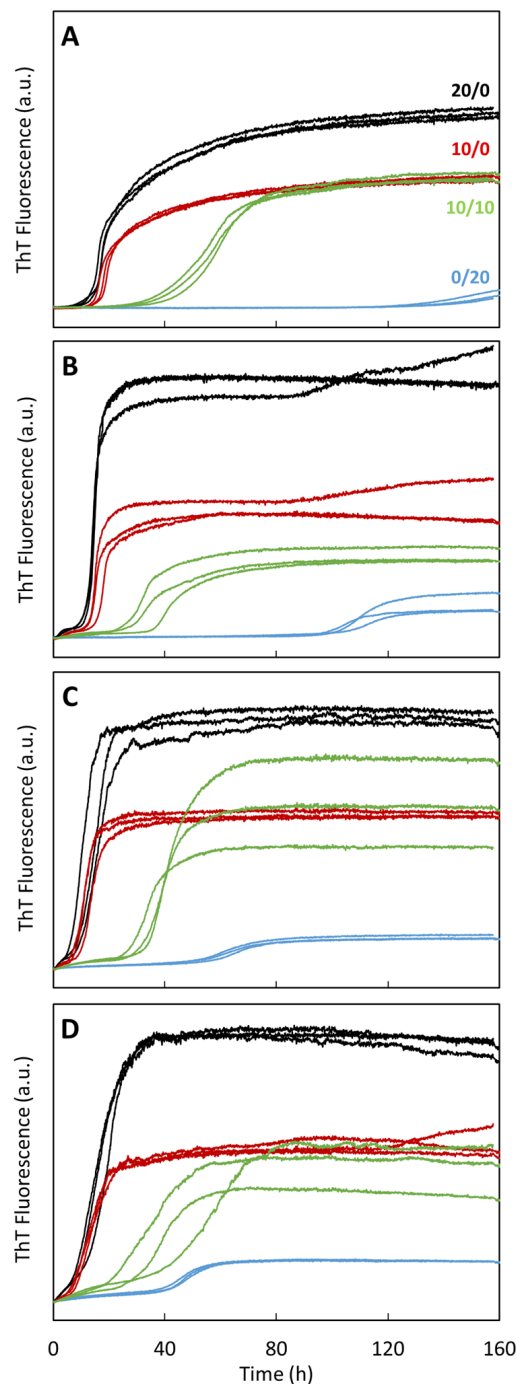 A
ThT Fluorescence (a.u.)
20/0
10/0
10/10
0/20
B
ThT Fluorescence (a.u.)
C
ThT Fluorescence (a.u.)
D
ThT Fluorescence (a.u.)
0 40 80 120 160
Time (h)